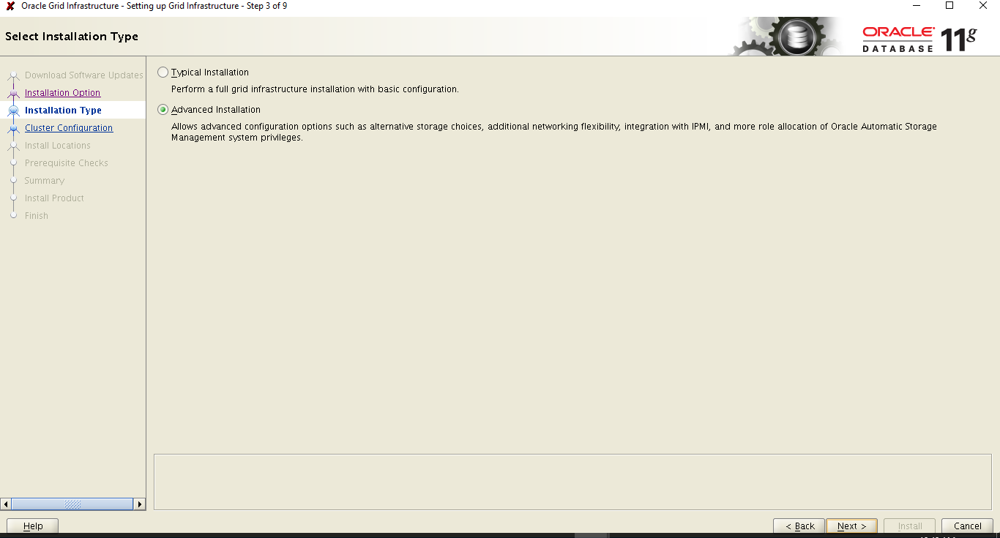 Oracle Grid Infrastructure - Setting up Grid Infrastructure - Step 3 of 9
Select Installation Type
ORACLE
DATABASE
11g
Download Software Updates
Installation Option
Installation Type
Cluster Configuration
Install Locations
Prerequisite Checks
Summary
Install Product
Finish
Typical Installation
Perform a full grid infrastructure installation with basic configuration.
Advanced Installation
Allows advanced configuration options such as alternative storage choices, additional networking flexibility, integration with IPMI, and more role allocation of Oracle Automatic Storage
Management system privileges.
Help
< Back
Next >
Install
Cancel